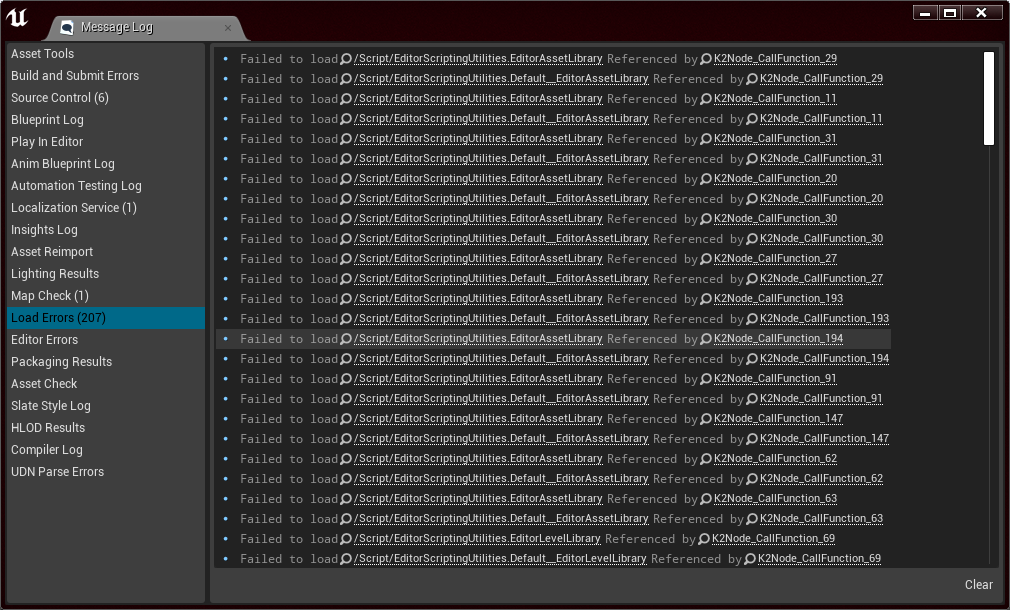 Message Log
Asset Tools
Build and Submit Errors
Source Control (6)
Blueprint Log
Play In Editor
Anim Blueprint Log
Automation Testing Log
Localization Service (1)
Insights Log
Asset Reimport
Lighting Results
Map Check (1)
Load Errors (207)
Editor Errors
Packaging Results
Asset Check
Slate Style Log
HLOD Results
Compiler Log
UDN Parse Errors
Failed to load /Script/EditorScriptingUtilities.EditorAssetLibrary Referenced by K2Node_CallFunction_29
Failed to load /Script/EditorScriptingUtilities.Default__EditorAssetLibrary Referenced by K2Node_CallFunction_29
Failed to load /Script/EditorScriptingUtilities.EditorAssetLibrary Referenced by K2Node_CallFunction_11
Failed to load /Script/EditorScriptingUtilities.Default__EditorAssetLibrary Referenced by K2Node_CallFunction_11
Failed to load /Script/EditorScriptingUtilities.EditorAssetLibrary Referenced by K2Node_CallFunction_31
Failed to load /Script/EditorScriptingUtilities.Default__EditorAssetLibrary Referenced by K2Node_CallFunction_31
Failed to load /Script/EditorScriptingUtilities.EditorAssetLibrary Referenced by K2Node_CallFunction_20
Failed to load /Script/EditorScriptingUtilities.Default__EditorAssetLibrary Referenced by K2Node_CallFunction_20
Failed to load /Script/EditorScriptingUtilities.EditorAssetLibrary Referenced by K2Node_CallFunction_30
Failed to load /Script/EditorScriptingUtilities.Default__EditorAssetLibrary Referenced by K2Node_CallFunction_30
Failed to load /Script/EditorScriptingUtilities.EditorAssetLibrary Referenced by K2Node_CallFunction_27
Failed to load /Script/EditorScriptingUtilities.Default__EditorAssetLibrary Referenced by K2Node_CallFunction_27
Failed to load /Script/EditorScriptingUtilities.EditorAssetLibrary Referenced by K2Node_CallFunction_193
Failed to load /Script/EditorScriptingUtilities.Default__EditorAssetLibrary Referenced by K2Node_CallFunction_193
Failed to load /Script/EditorScriptingUtilities.EditorAssetLibrary Referenced by K2Node_CallFunction_194
Failed to load /Script/EditorScriptingUtilities.Default__EditorAssetLibrary Referenced by K2Node_CallFunction_194
Failed to load /Script/EditorScriptingUtilities.EditorAssetLibrary Referenced by K2Node_CallFunction_91
Failed to load /Script/EditorScriptingUtilities.Default__EditorAssetLibrary Referenced by K2Node_CallFunction_91
Failed to load /Script/EditorScriptingUtilities.EditorAssetLibrary Referenced by K2Node_CallFunction_147
Failed to load /Script/EditorScriptingUtilities.Default__EditorAssetLibrary Referenced by K2Node_CallFunction_147
Failed to load /Script/EditorScriptingUtilities.EditorAssetLibrary Referenced by K2Node_CallFunction_62
Failed to load /Script/EditorScriptingUtilities.Default__EditorAssetLibrary Referenced by K2Node_CallFunction_62
Failed to load /Script/EditorScriptingUtilities.EditorAssetLibrary Referenced by K2Node_CallFunction_63
Failed to load /Script/EditorScriptingUtilities.Default__EditorAssetLibrary Referenced by K2Node_CallFunction_63
Failed to load /Script/EditorScriptingUtilities.EditorLevelLibrary Referenced by K2Node_CallFunction_69
Failed to load /Script/EditorScriptingUtilities.Default__EditorLevelLibrary Referenced by K2Node_CallFunction_69
Clear